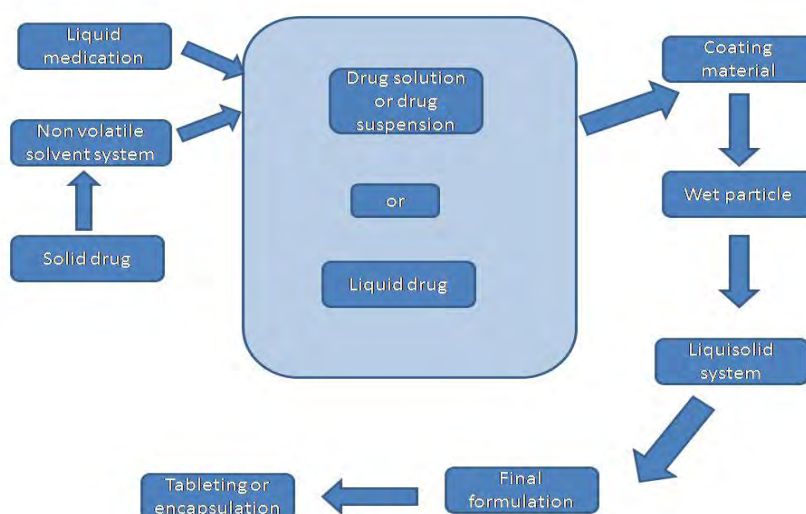 Liquid
medication
Non volatile
solvent system
Solid drug
Drug solution
or drug
suspension
or
Liquid drug
Coating
material
Wet particle
Liquisolid
system
Final
formulation
Tableting or
encapsulation